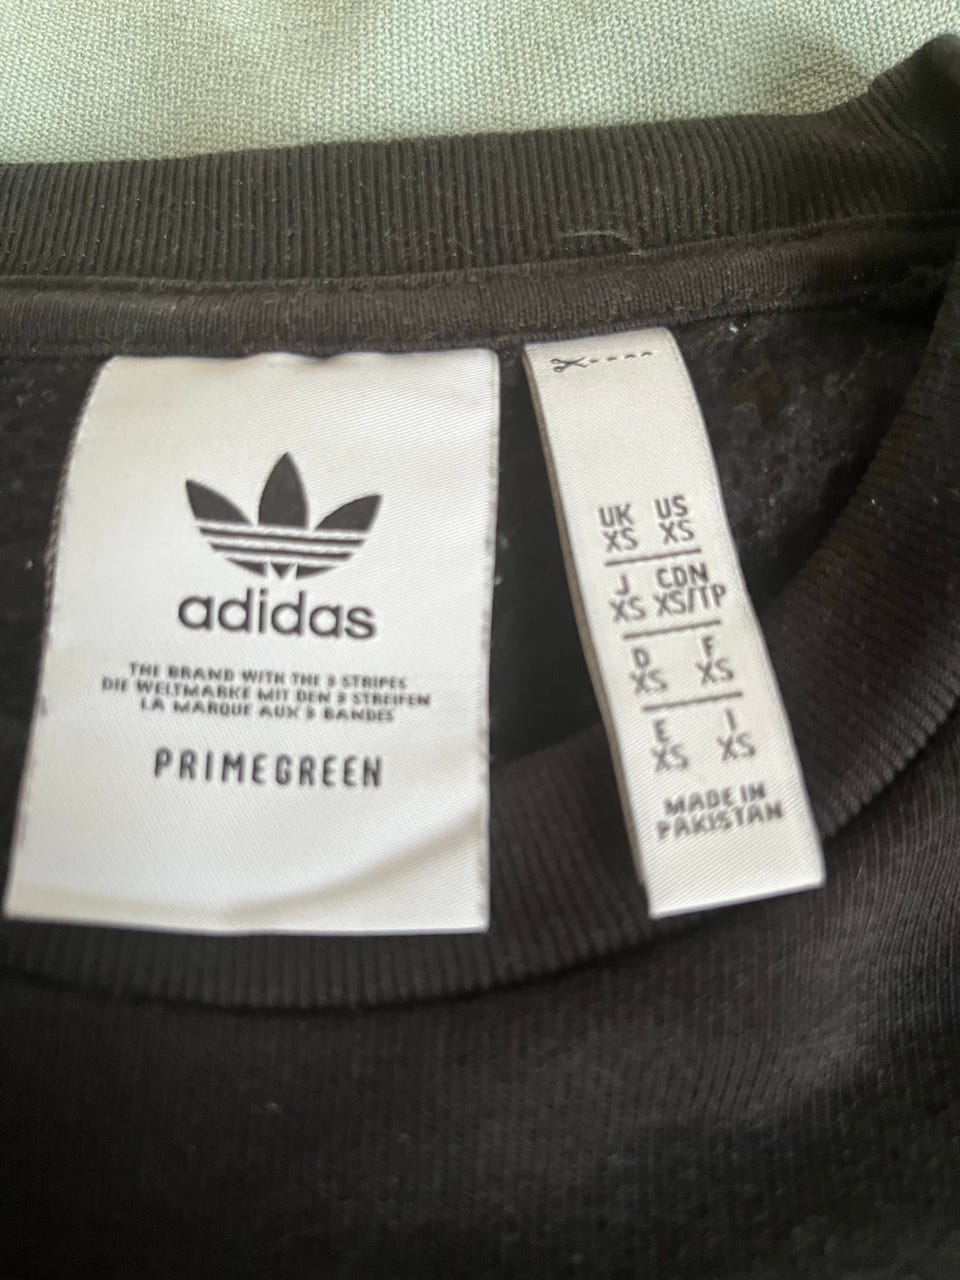 adidas
THE BRAND WITH THE 3 STRIPES
DIE WELTMARKE MIT DEN 3 STREIFEN
LA MARQUE AUX 3 BANDES
PRIMEGREEN
UK US
XS XS
J CDN
XS XS/TP
D F
XS XS
E I
XS XS
MADE IN
PAKISTAN